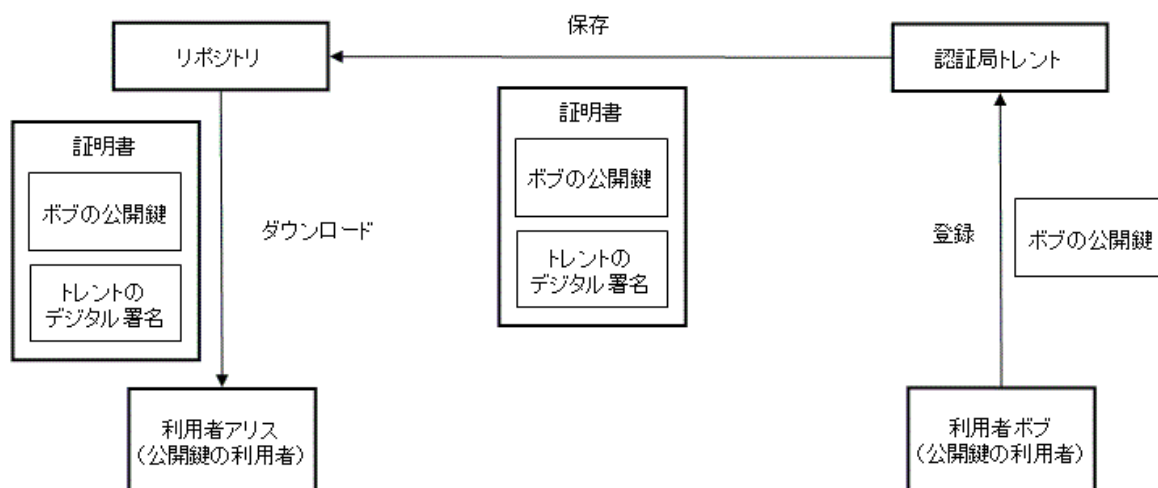 保存
リポジトリ
認証局トレント
証明書
ボブの公開鍵
トレントの
デジタル署名
ダウンロード
証明書
ボブの公開鍵
トレントの
デジタル署名
登録
ボブの公開鍵
利用者アリス
(公開鍵の利用者)
利用者ボブ
(公開鍵の利用者)